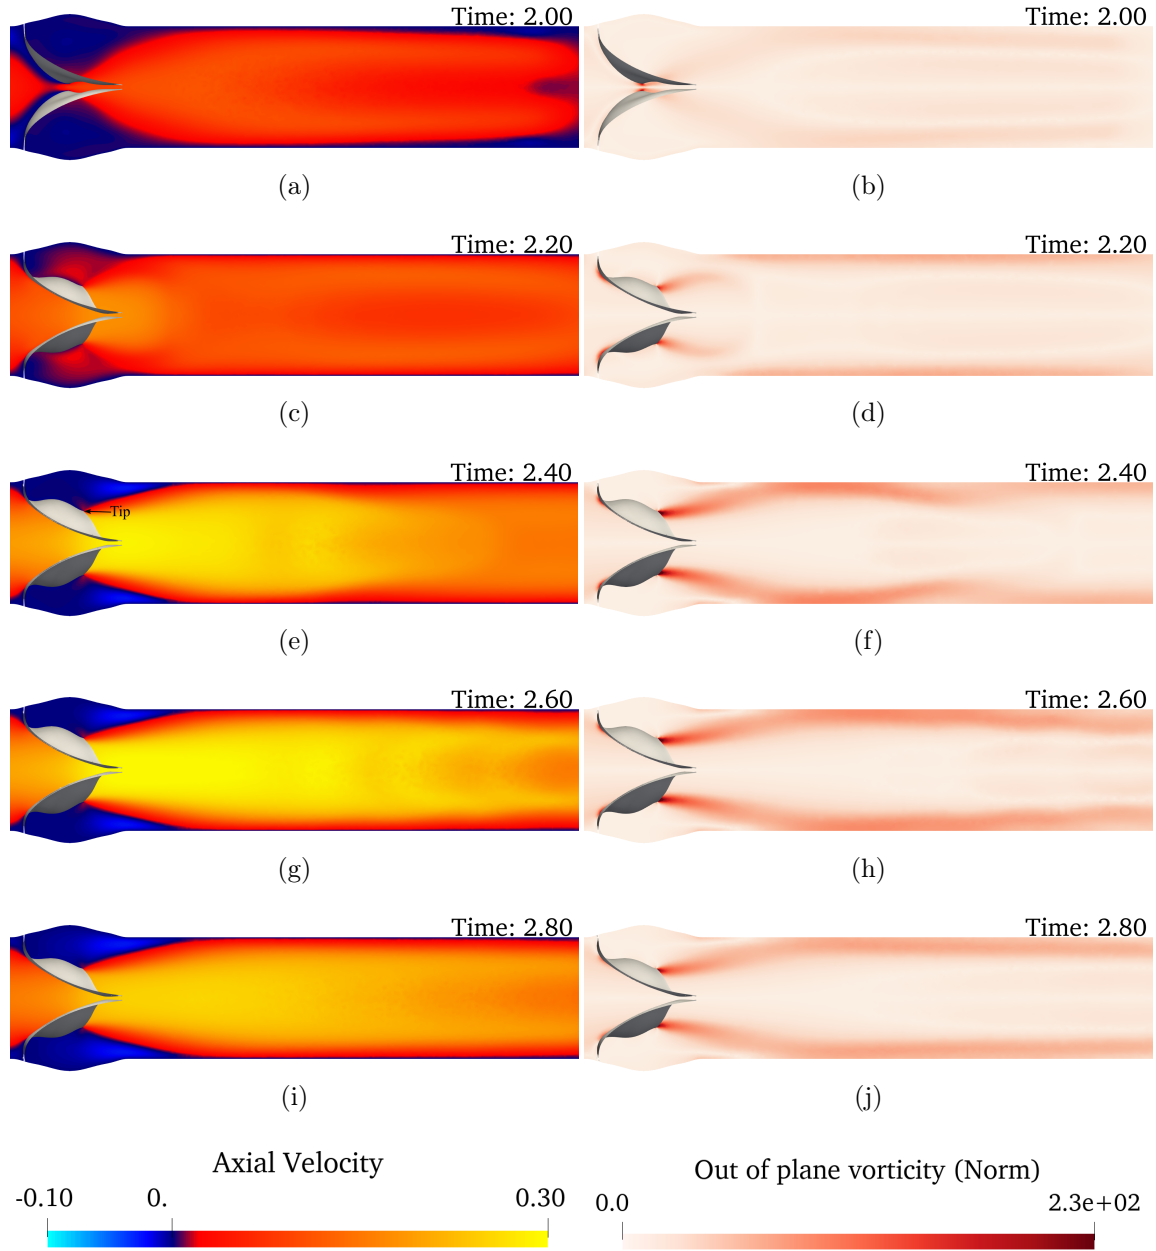 Time: 2.00 Time: 2.00
(a) (b)
Time: 2.20 Time: 2.20
(c) (d)
Time: 2.40 Time: 2.40
Tip
(e) (f)
Time: 2.60 Time: 2.60
(g) (h)
Time: 2.80 Time: 2.80
(i) (j)
Axial Velocity
-0.10 0. 0.30
Out of plane vorticity (Norm)
0.0 2.3e+02